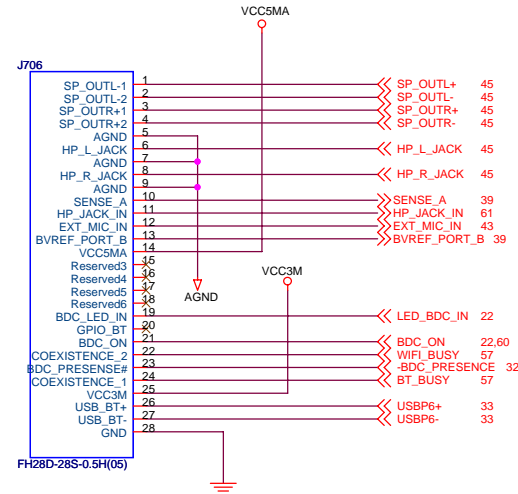 VCC5MA
J706
SP_OUTL-1 1 SP_OUTL+ 45
SP_OUTL-2 2 SP_OUTL- 45
SP_OUTR+1 3 SP_OUTR+ 45
SP_OUTR+2 4 SP_OUTR- 45
AGND 5
HP_L_JACK 6 HP_L_JACK 45
AGND 7
HP_R_JACK 8 HP_R_JACK 45
AGND 9
SENSE_A 10 SENSE_A 39
HP_JACK_IN 11 HP_JACK_IN 61
EXT_MIC_IN 12 EXT_MIC_IN 43
BVREF_PORT_B 13 BVREF_PORT_B 39
VCC5MA 14
Reserved3 15
Reserved4 16
Reserved5 17
Reserved6 18
AGND
VCC3M
BDC_LED_IN 19 LED_BDC_IN 22
GPIO_BT 20
BDC_ON 21 BDC_ON 22,60
COEXISTENCE_2 22 WIFI_BUSY 57
BDC_PRESENSE# 23 -BDC_PRESENCE 32
COEXISTENCE_1 24 BT_BUSY 57
VCC3M 25
USB_BT+ 26 USBP6+ 33
USB_BT- 27 USBP6- 33
GND 28
FH28D-28S-0.5H(05)